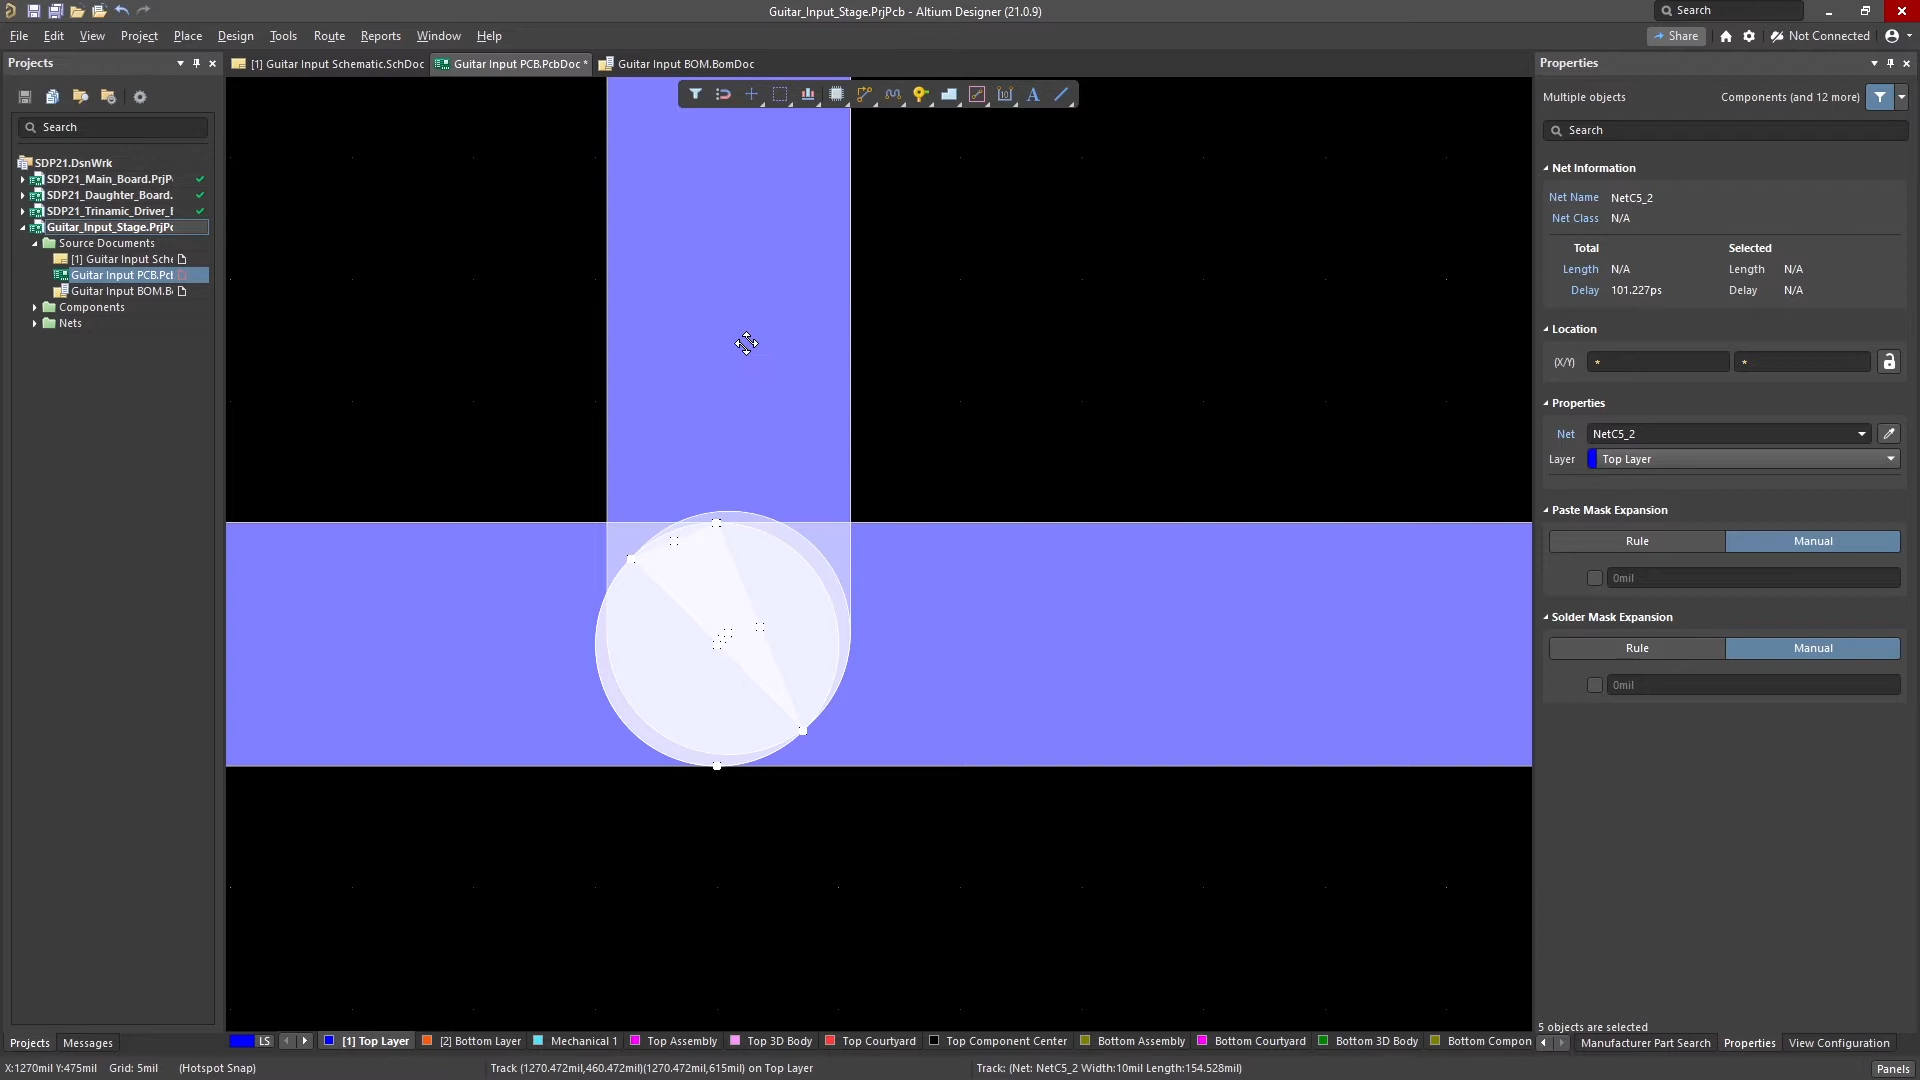 Guitar_Input_Stage.PrjPcb - Altium Designer (21.0.9)
Search
File Edit View Project Place Design Tools Route Reports Window Help
Share
Not Connected
Projects
[1] Guitar Input Schematic.SchDoc
Guitar Input PCB.PcbDoc *
Guitar Input BOM.BomDoc
Search
SDP21.DsnWrk
SDP21_Main_Board.PrjP
SDP21_Daughter_Board.
SDP21_Trinamic_Driver_E
Guitar_Input_Stage.PrjPc
Source Documents
[1] Guitar Input Sche
Guitar Input PCB.Pcl
Guitar Input BOM.B
Components
Nets
Properties
Multiple objects
Components (and 12 more)
Search
Net Information
Net Name NetC5_2
Net Class N/A
Total Selected
Length N/A Length N/A
Delay 101.227ps Delay N/A
Location
(X/Y) * *
Properties
Net NetC5_2
Layer Top Layer
Paste Mask Expansion
Rule Manual
0mil
Solder Mask Expansion
Rule Manual
0mil
5 objects are selected
Projects Messages
LS [1] Top Layer [2] Bottom Layer Mechanical 1 Top Assembly Top 3D Body Top Courtyard Top Component Center Bottom Assembly Bottom Courtyard Bottom 3D Body Bottom Compon
Manufacturer Part Search Properties View Configuration
X:1270mil Y:475mil Grid: 5mil (Hotspot Snap)
Track (1270.472mil,460.472mil)(1270.472mil,615mil) on Top Layer
Track: (Net: NetC5_2 Width:10mil Length:154.528mil)
Panels